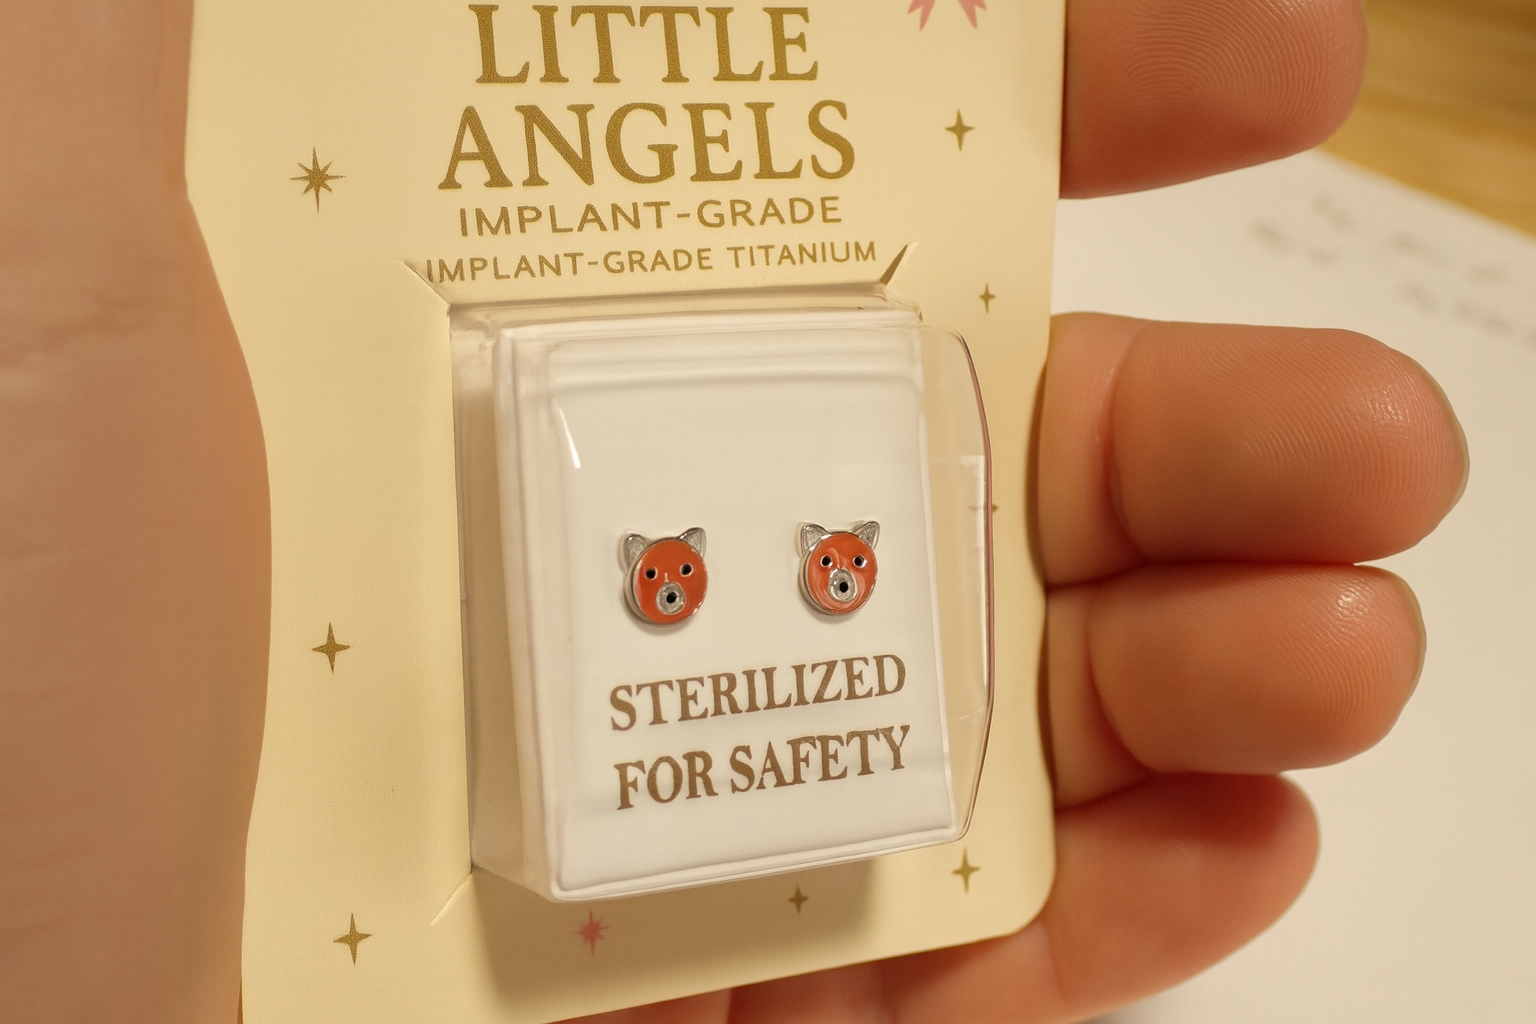 LITTLE
ANGELS
IMPLANT-GRADE
IMPLANT-GRADE TITANIUM
STERILIZED
FOR SAFETY